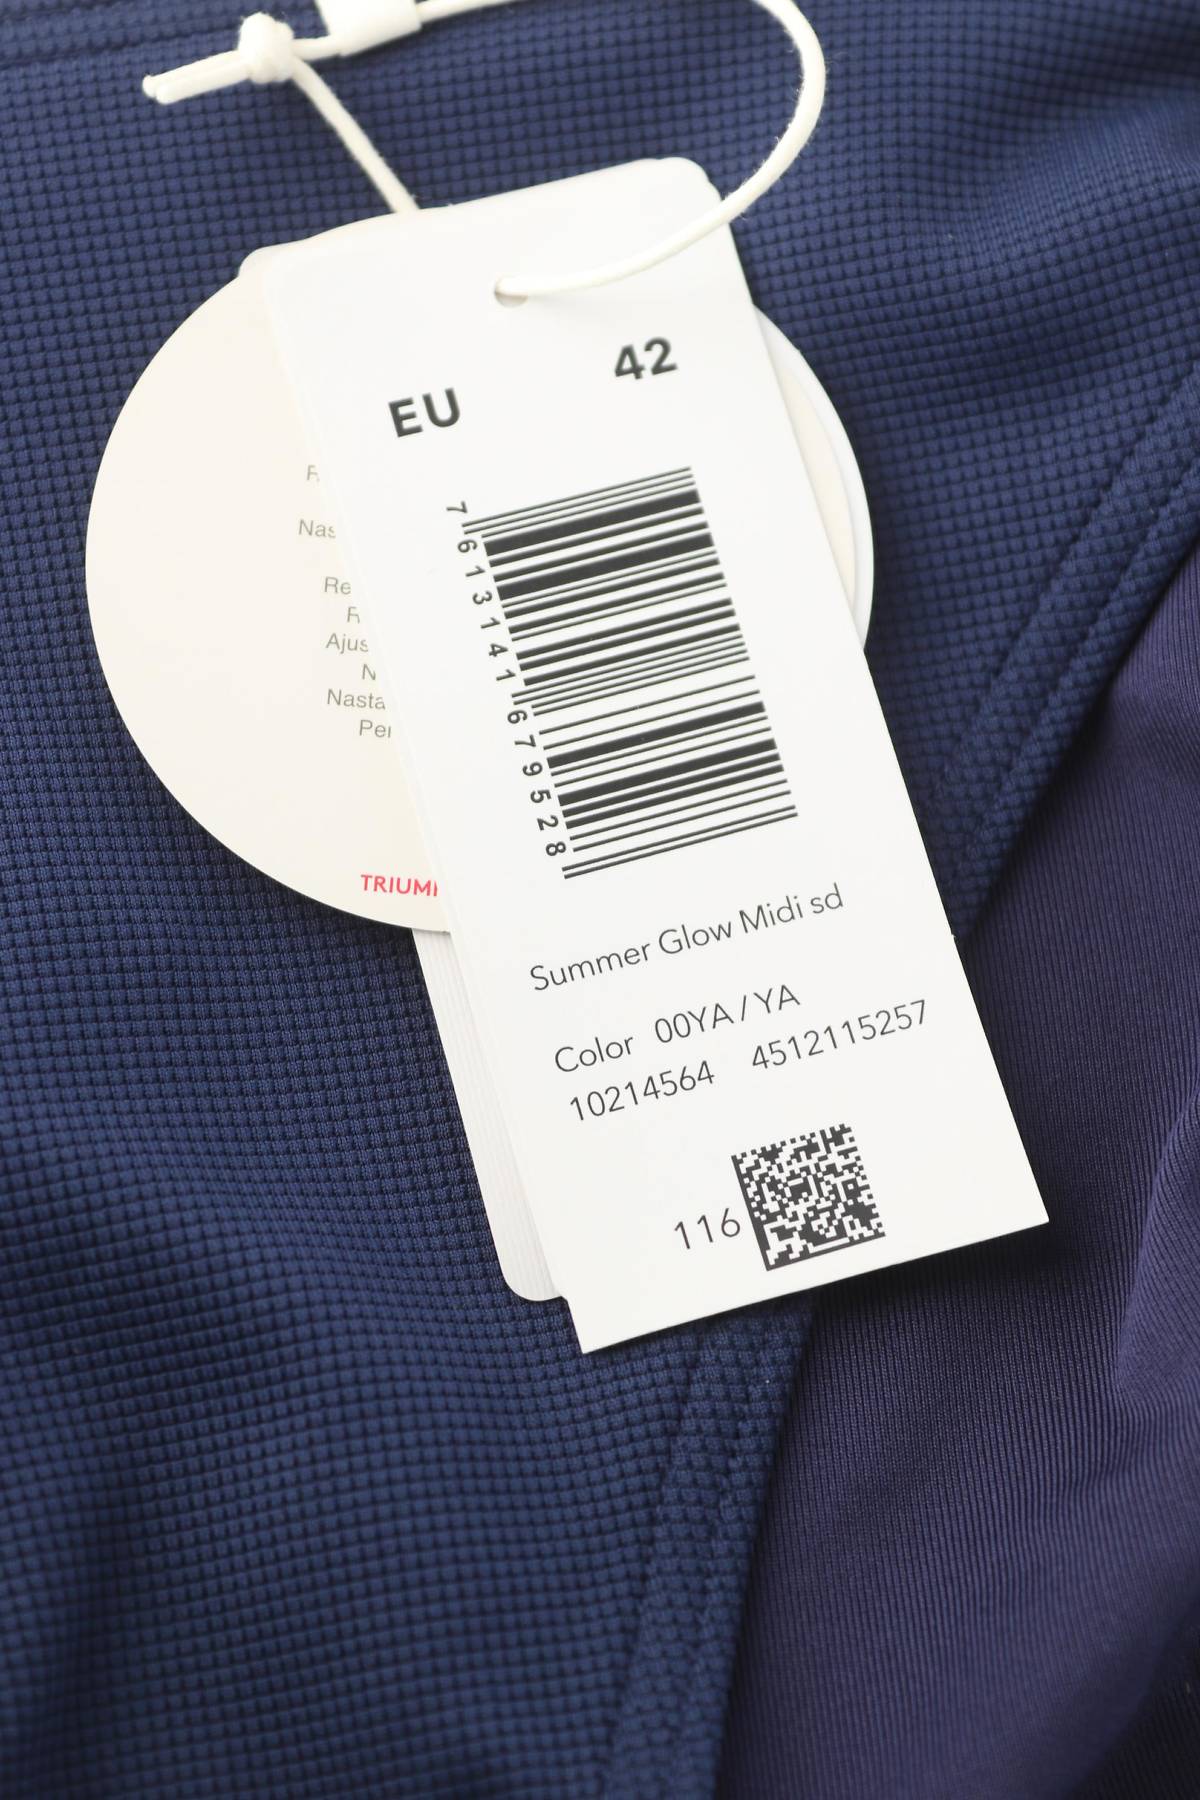 EU 42
7613141679528
Summer Glow Midi sd
Color 00YA / YA
10214564 4512115257
116
Nas
Re
Ajus
Nasta
Per
TRIUM